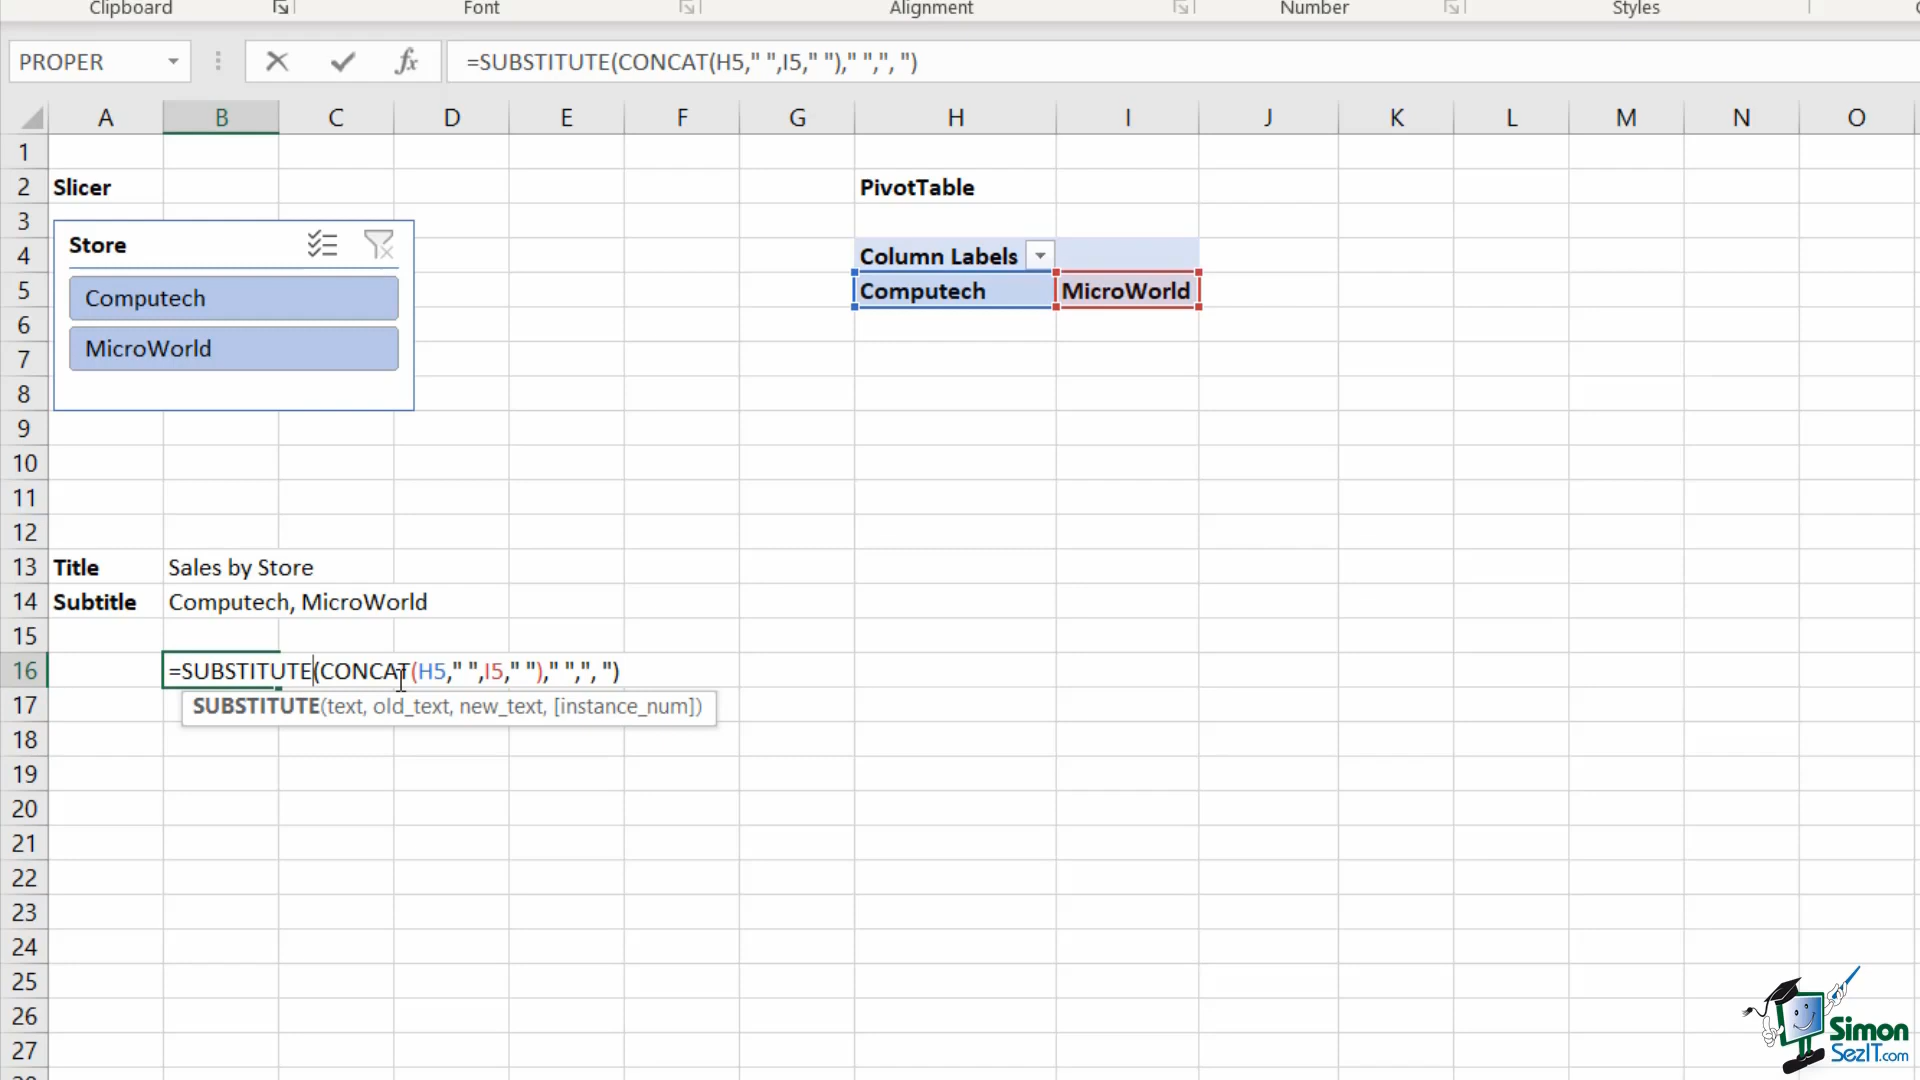 Clipboard Font Alignment Number Styles
PROPER fx =SUBSTITUTE(CONCAT(H5," ",I5," ")," ",", ")
A B C D E F G H I J K L M N O
1
2 Slicer PivotTable
3
Store
4 Column Labels
5 Computech MicroWorld
Computech
6
7
MicroWorld
8
9
10
11
12
13 Title Sales by Store
14 Subtitle Computech, MicroWorld
15
16 =SUBSTITUTE(CONCAT(H5," ",I5," ")," ",", ")
17 SUBSTITUTE(text, old_text, new_text, [instance_num])
18
19
20
21
22
23
24
25
26
27
Simon
SezIT.com